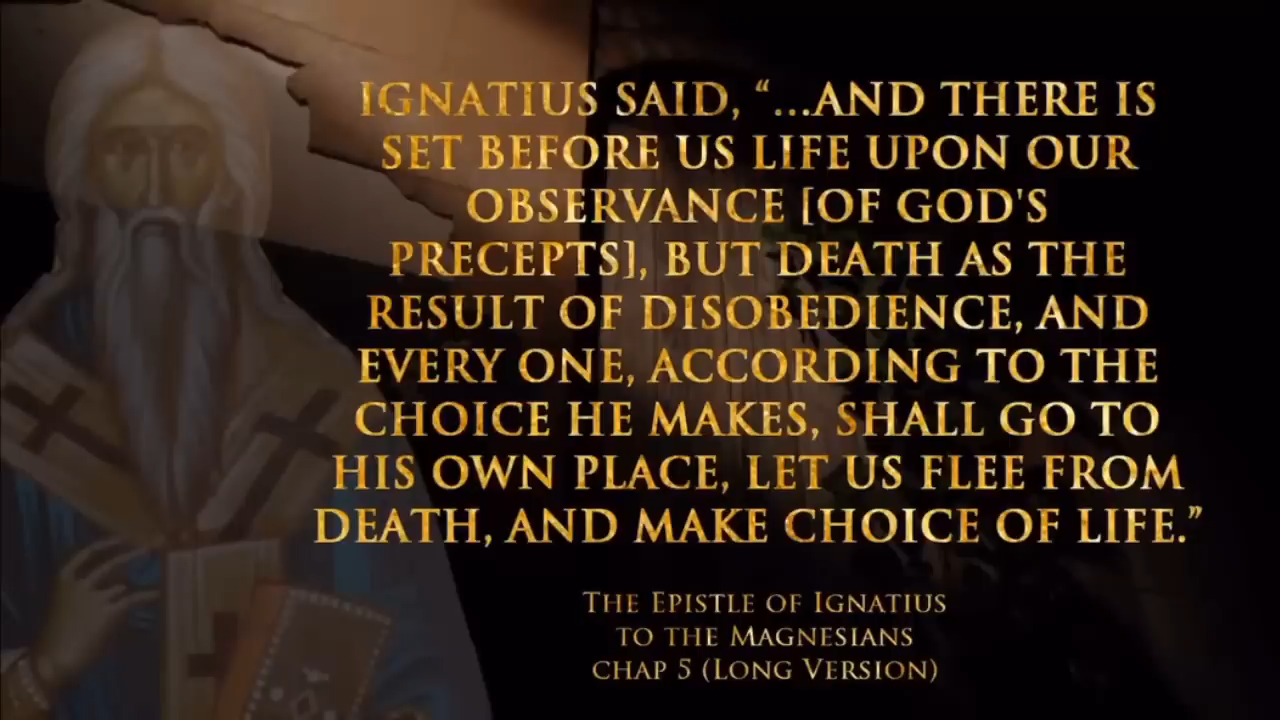 IGNATIUS SAID, “...AND THERE IS
SET BEFORE US LIFE UPON OUR
OBSERVANCE [OF GOD'S
PRECEPTS], BUT DEATH AS THE
RESULT OF DISOBEDIENCE, AND
EVERY ONE, ACCORDING TO THE
CHOICE HE MAKES, SHALL GO TO
HIS OWN PLACE, LET US FLEE FROM
DEATH, AND MAKE CHOICE OF LIFE.”
THE EPISTLE OF IGNATIUS
TO THE MAGNESIANS
CHAP 5 (LONG VERSION)